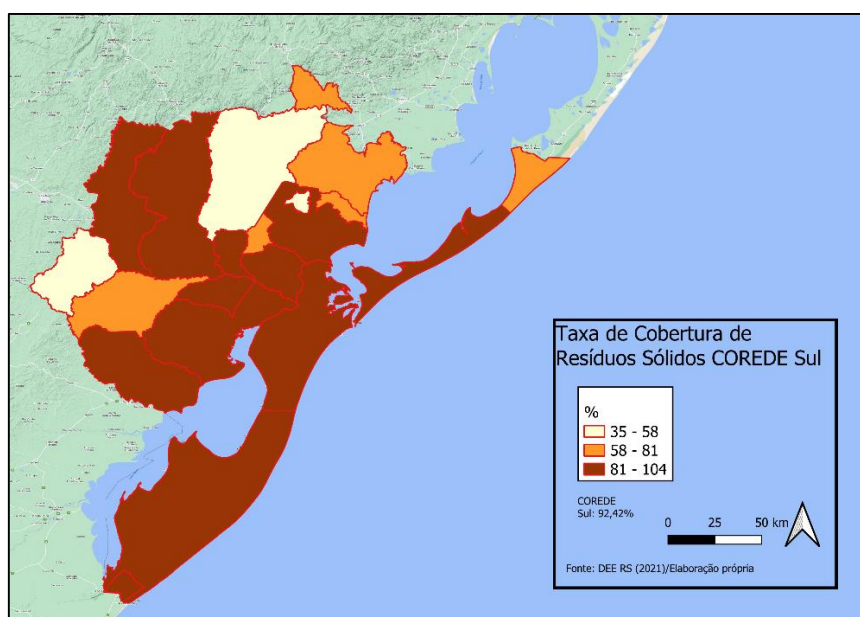 Taxa de Cobertura de
Resíduos Sólidos COREDE Sul
%
35 - 58
58 - 81
81 - 104
COREDE
Sul: 92,42%
0 25 50 km
Fonte: DEE RS (2021)/Elaboração própria